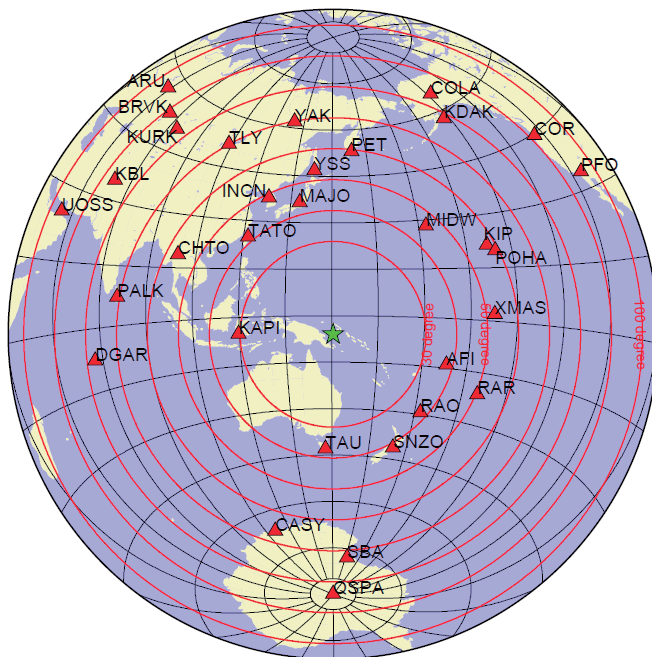 ARU
COLA
BRVK
KDAK
YAK
COR
KURK
TLY
PET
YSS
PFO
KBL
INCN
MAJO
UOSS
MIDW
TATO
KIP
CHTO
POHA
PALK
XMAS
KAPI
30 degree
60 degree
100 degree
DGAR
AFI
RAR
RAO
TAU
SNZO
CASY
SBA
QSPA